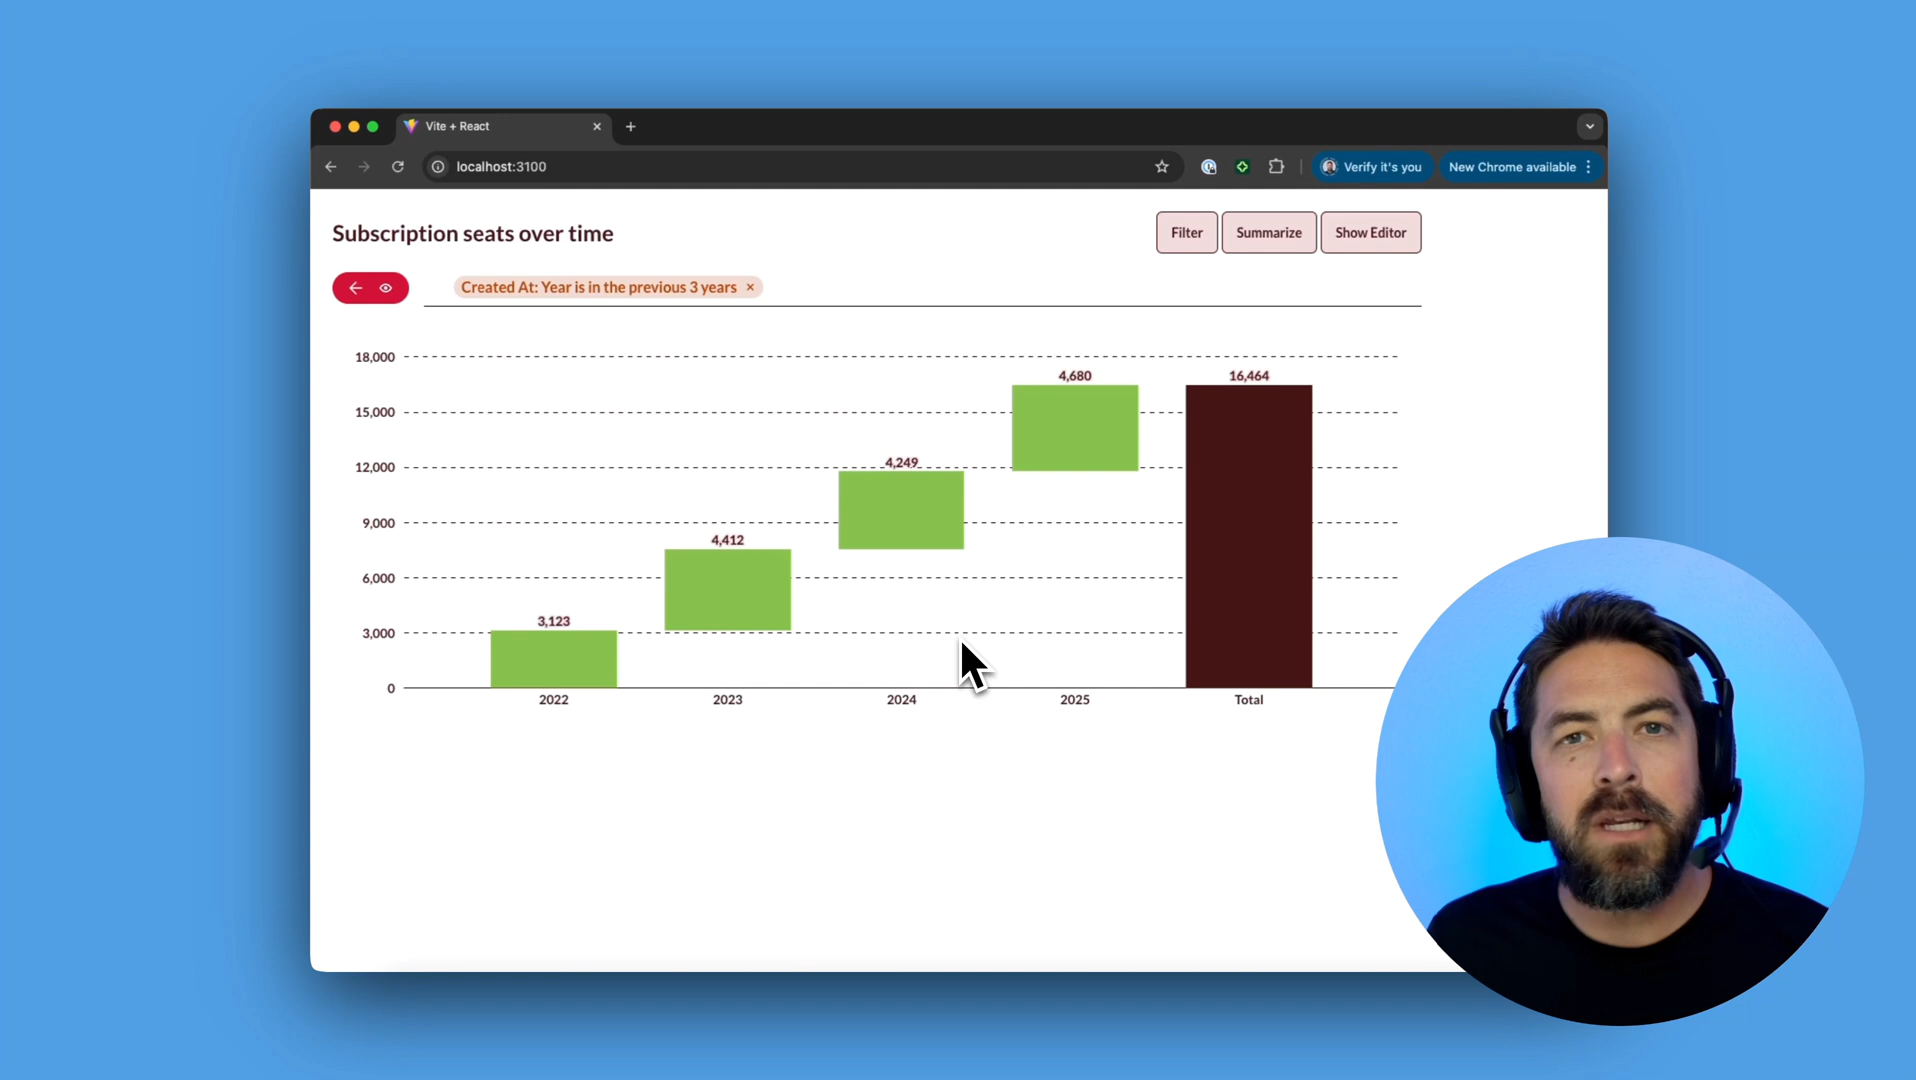 Vite + React
localhost:3100
Verify it's you
New Chrome available
Subscription seats over time
Filter
Summarize
Show Editor
Created At: Year is in the previous 3 years ×
18,000
15,000
12,000
9,000
6,000
3,000
0
3,123
4,412
4,249
4,680
16,464
2022
2023
2024
2025
Total